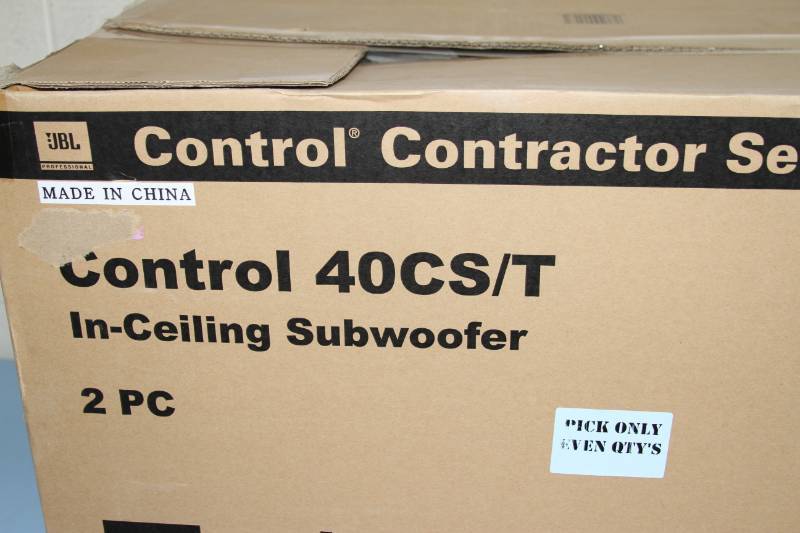 JBL
PROFESSIONAL
Control® Contractor Se
MADE IN CHINA
Control 40CS/T
In-Ceiling Subwoofer
2 PC
PICK ONLY
EVEN QTY'S